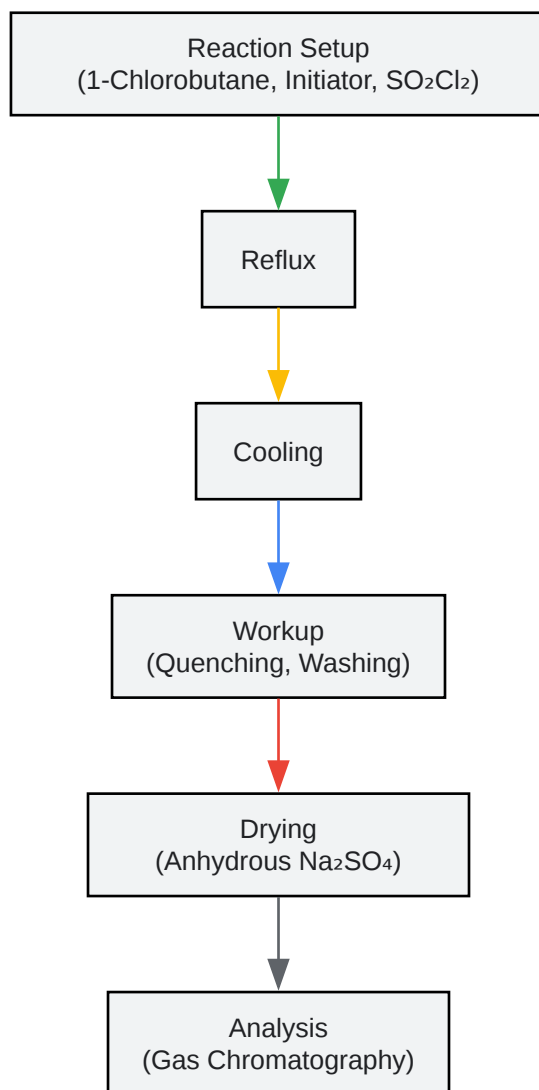 Reaction Setup
(1-Chlorobutane, Initiator, SO₂Cl₂)
Reflux
Cooling
Workup
(Quenching, Washing)
Drying
(Anhydrous Na₂SO₄)
Analysis
(Gas Chromatography)